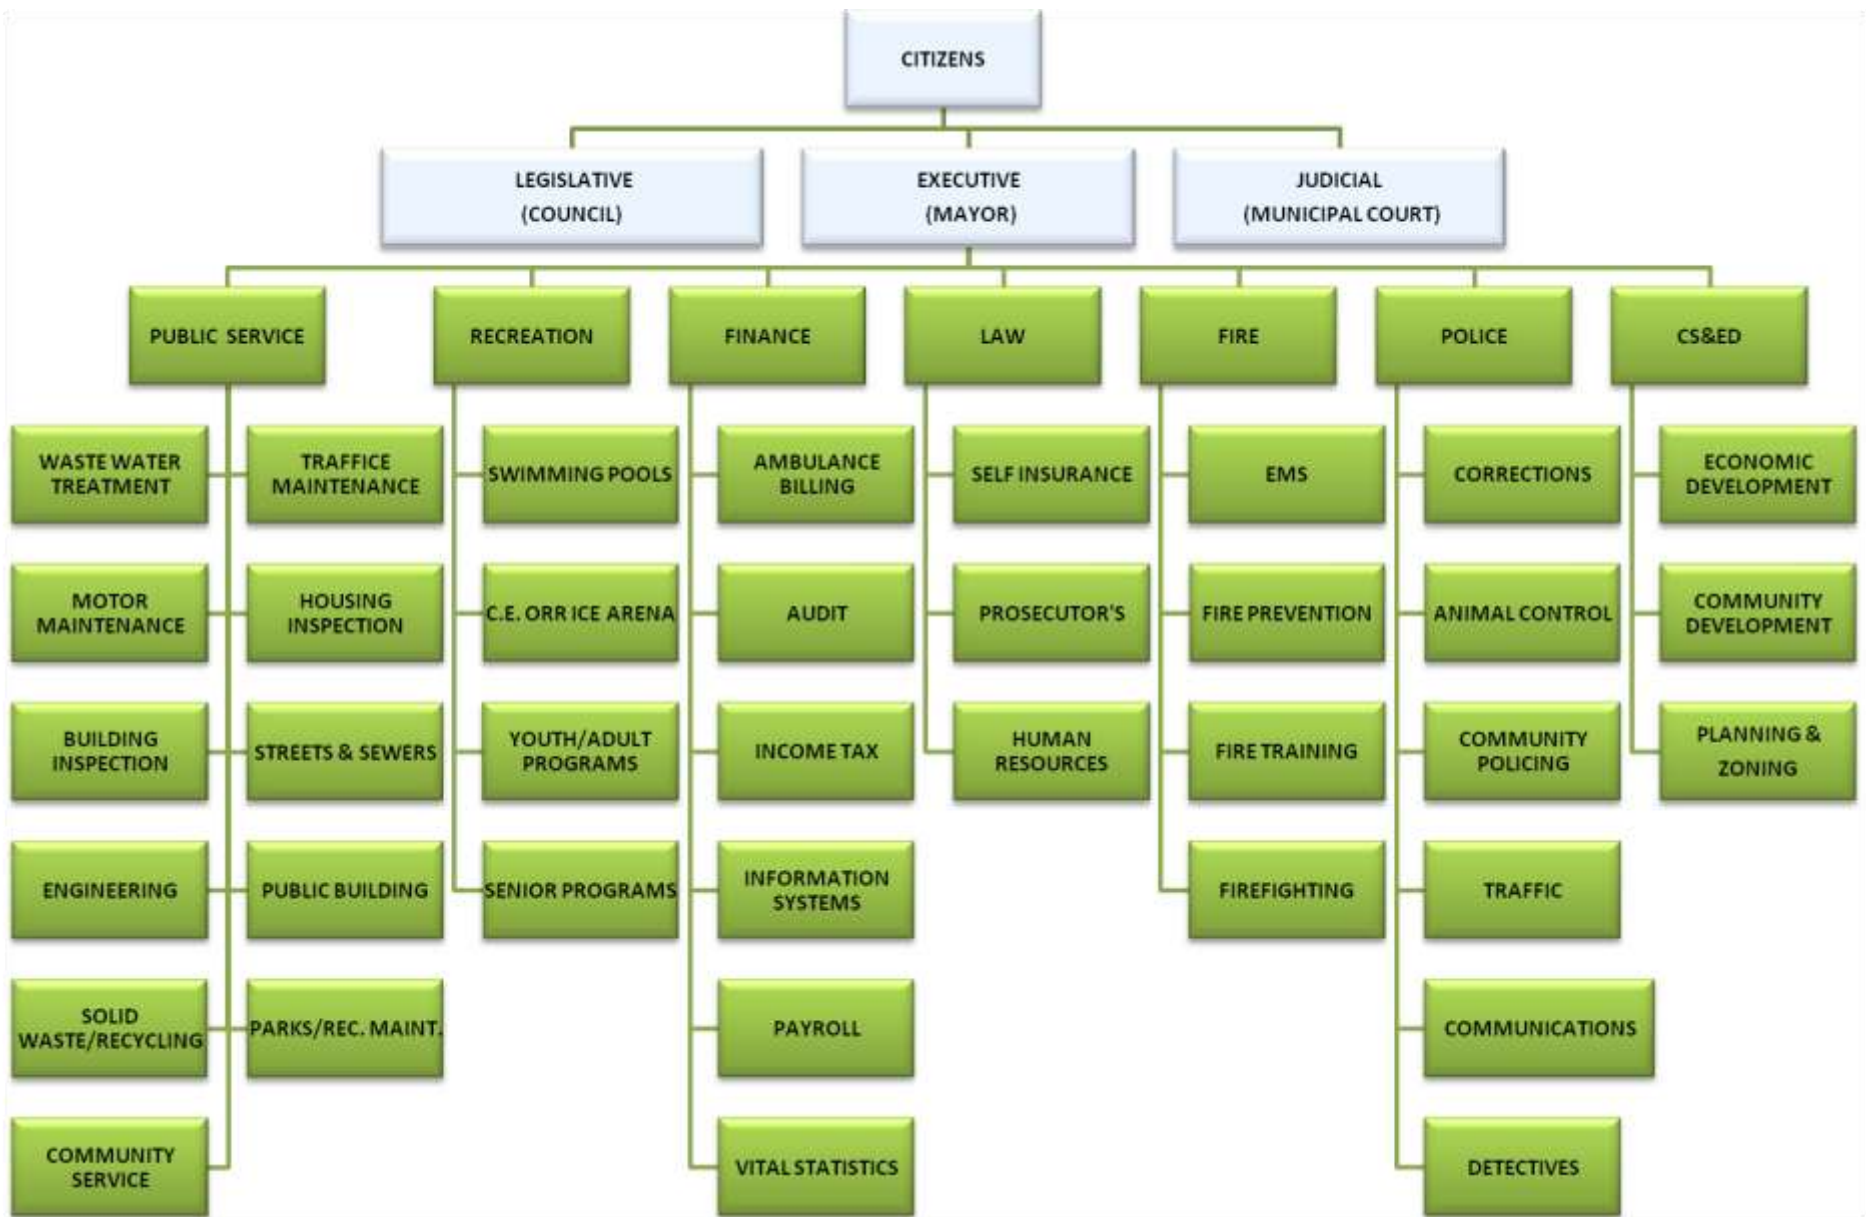 CITIZENS
LEGISLATIVE
(COUNCIL)
EXECUTIVE
(MAYOR)
JUDICIAL
(MUNICIPAL COURT)
PUBLIC SERVICE
RECREATION
FINANCE
LAW
FIRE
POLICE
CS&ED
WASTE WATER
TREATMENT
TRAFFICE
MAINTENANCE
SWIMMING POOLS
AMBULANCE
BILLING
SELF INSURANCE
EMS
CORRECTIONS
ECONOMIC
DEVELOPMENT
MOTOR
MAINTENANCE
HOUSING
INSPECTION
C.E. ORR ICE ARENA
AUDIT
PROSECUTOR'S
FIRE PREVENTION
ANIMAL CONTROL
COMMUNITY
DEVELOPMENT
BUILDING
INSPECTION
STREETS & SEWERS
YOUTH/ADULT
PROGRAMS
INCOME TAX
HUMAN
RESOURCES
FIRE TRAINING
COMMUNITY
POLICING
PLANNING &
ZONING
ENGINEERING
PUBLIC BUILDING
SENIOR PROGRAMS
INFORMATION
SYSTEMS
FIREFIGHTING
TRAFFIC
SOLID
WASTE/RECYCLING
PARKS/REC. MAINT.
PAYROLL
COMMUNICATIONS
COMMUNITY
SERVICE
VITAL STATISTICS
DETECTIVES